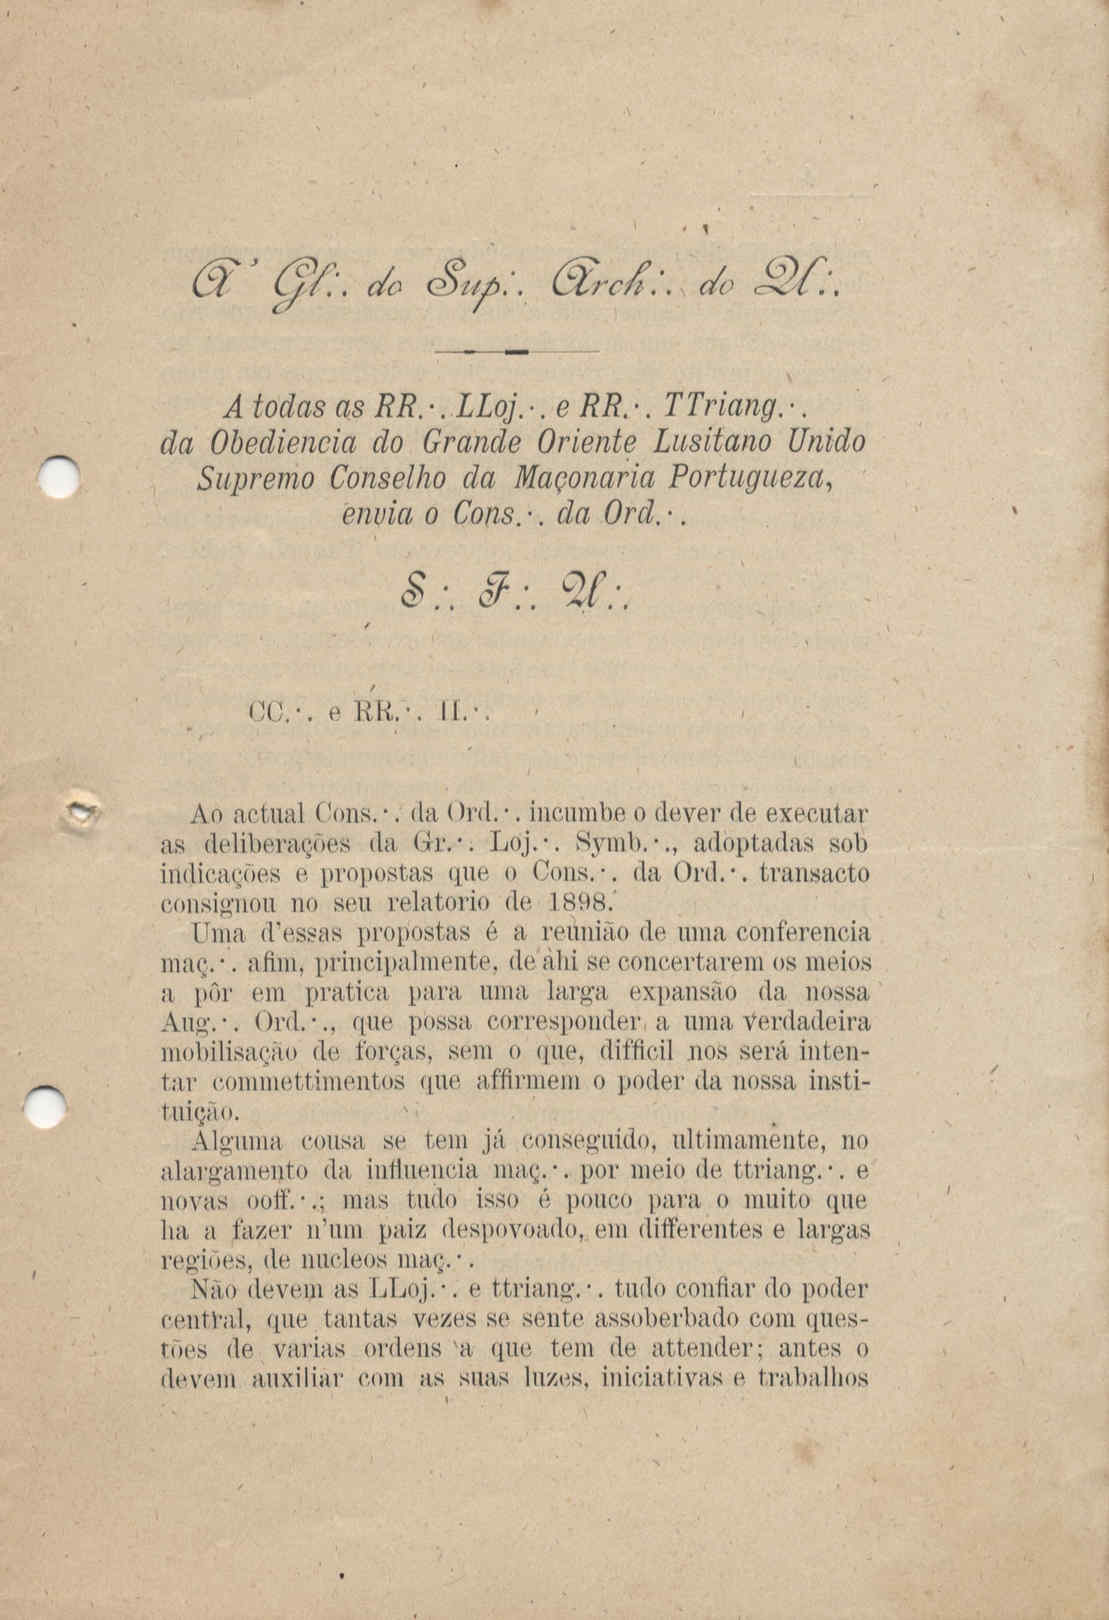 A' Gl∴ do Sup∴ Arch∴ do U∴
A todas as RR.·. LLoj.·. e RR.·. TTriang.·.
da Obediencia do Grande Oriente Lusitano Unido
Supremo Conselho da Maçonaria Portugueza,
envia o Cons.·. da Ord.·.
S∴ F∴ U∴
CC.·. e RR.·. II.·.
Ao actual Cons.·. da Ord.·. incumbe o dever de executar
as deliberações da Gr.·. Loj.·. Symb.·., adoptadas sob
indicações e propostas que o Cons.·. da Ord.·. transacto
consignou no seu relatorio de 1898.
Uma d'essas propostas é a reunião de uma conferencia
maç.·. afim, principalmente, de ahi se concertarem os meios
a pôr em pratica para uma larga expansão da nossa
Aug.·. Ord.·., que possa corresponder a uma verdadeira
mobilisação de forças, sem o que, difficil nos será inten-
tar commettimentos que affirmem o poder da nossa insti-
tuição.
Alguma cousa se tem já conseguido, ultimamente, no
alargamento da influencia maç.·. por meio de ttriang.·. e
novas ooff.·.; mas tudo isso é pouco para o muito que
ha a fazer n'um paiz despovoado, em differentes e largas
regiões, de nucleos maç.·.
Não devem as LLoj.·. e ttriang.·. tudo confiar do poder
central, que tantas vezes se sente assoberbado com ques-
tões de varias ordens a que tem de attender; antes o
devem auxiliar com as suas luzes, iniciativas e trabalhos